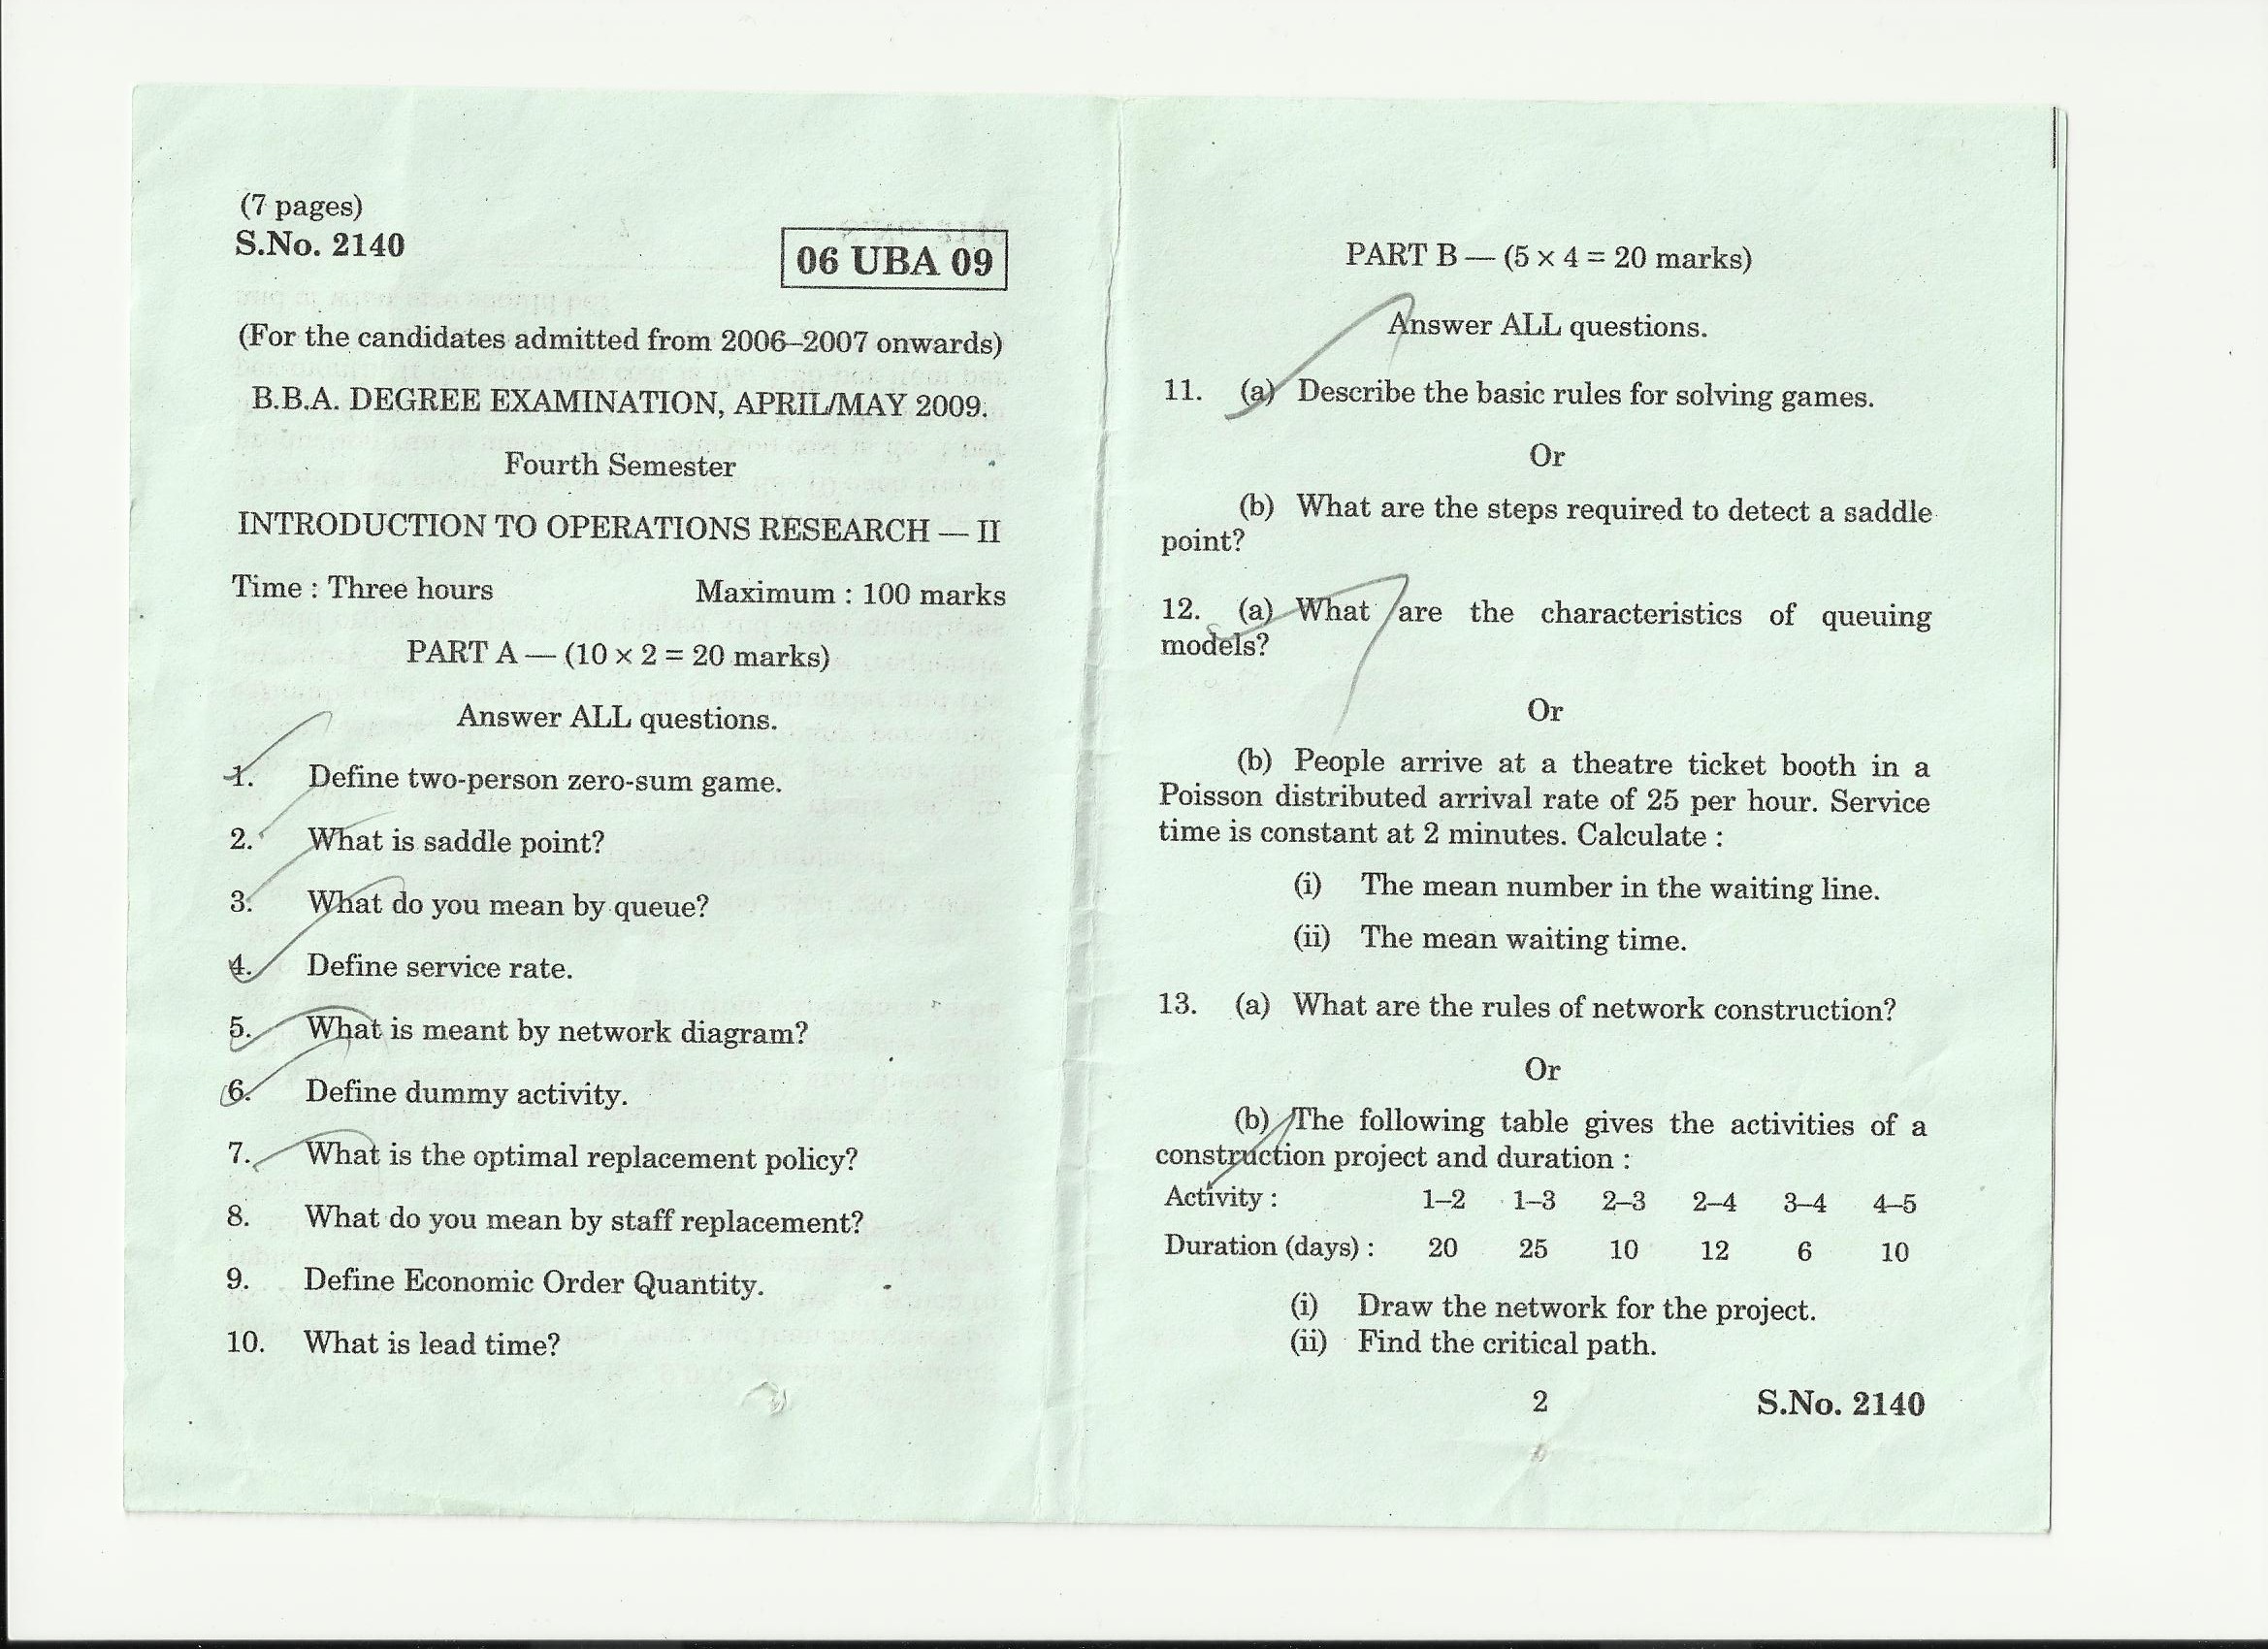 (7 pages)
S.No. 2140
06 UBA 09
(For the candidates admitted from 2006–2007 onwards)
B.B.A. DEGREE EXAMINATION, APRIL/MAY 2009.
Fourth Semester
INTRODUCTION TO OPERATIONS RESEARCH — II
Time : Three hours Maximum : 100 marks
PART A — (10 × 2 = 20 marks)
Answer ALL questions.
1. Define two-person zero-sum game.
2. What is saddle point?
3. What do you mean by queue?
4. Define service rate.
5. What is meant by network diagram?
6. Define dummy activity.
7. What is the optimal replacement policy?
8. What do you mean by staff replacement?
9. Define Economic Order Quantity.
10. What is lead time?
PART B — (5 × 4 = 20 marks)
Answer ALL questions.
11. (a) Describe the basic rules for solving games.
Or
(b) What are the steps required to detect a saddle
point?
12. (a) What are the characteristics of queuing
models?
Or
(b) People arrive at a theatre ticket booth in a
Poisson distributed arrival rate of 25 per hour. Service
time is constant at 2 minutes. Calculate :
(i) The mean number in the waiting line.
(ii) The mean waiting time.
13. (a) What are the rules of network construction?
Or
(b) The following table gives the activities of a
construction project and duration :
Activity : 1–2 1–3 2–3 2–4 3–4 4–5
Duration (days) : 20 25 10 12 6 10
(i) Draw the network for the project.
(ii) Find the critical path.
2 S.No. 2140